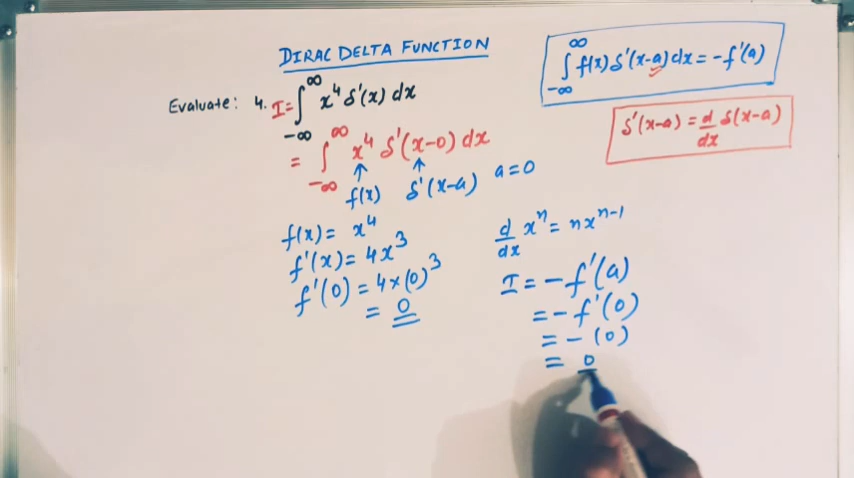 DIRAC DELTA FUNCTION
∫_{-∞}^{∞} f(x) δ'(x-a) dx = -f'(a)
δ'(x-a) = d/dx δ(x-a)
Evaluate: 4. I = ∫_{-∞}^{∞} x⁴ δ'(x) dx
= ∫_{-∞}^{∞} x⁴ δ'(x-0) dx
↑ ↑
f(x) δ'(x-a) a=0
f(x) = x⁴
f'(x) = 4x³
f'(0) = 4×(0)³
= 0
d/dx xⁿ = nxⁿ⁻¹
I = -f'(a)
= -f'(0)
= -(0)
= 0